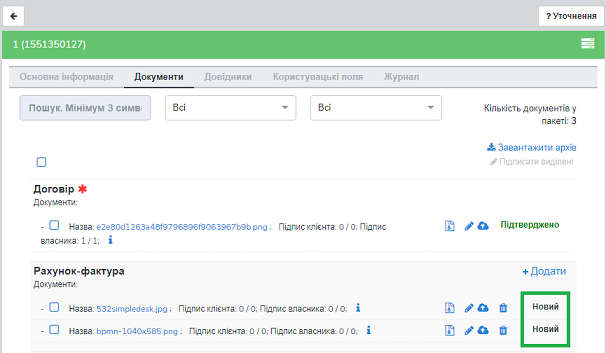 ? Уточнення
1 (1551350127)
Основна інформація Документи Довідники Користувацькі поля Журнал
Пошук. Мінімум 3 симво Всі Всі Кількість документів у
пакеті: 3
Завантажити архів
Підписати виділені
Договір *
Документи:
- Назва: e2e80d1263a48f9796896f9063967b9b.png ; Підпис клієнта: 0 / 0; Підпис Підтверджено
власника: 1 / 1; i
Рахунок-фактура + Додати
Документи:
- Назва: 532simpledesk.jpg ; Підпис клієнта: 0 / 0; Підпис власника: 0 / 0; i Новий
- Назва: bpmn-1040x585.png ; Підпис клієнта: 0 / 0; Підпис власника: 0 / 0; i Новий